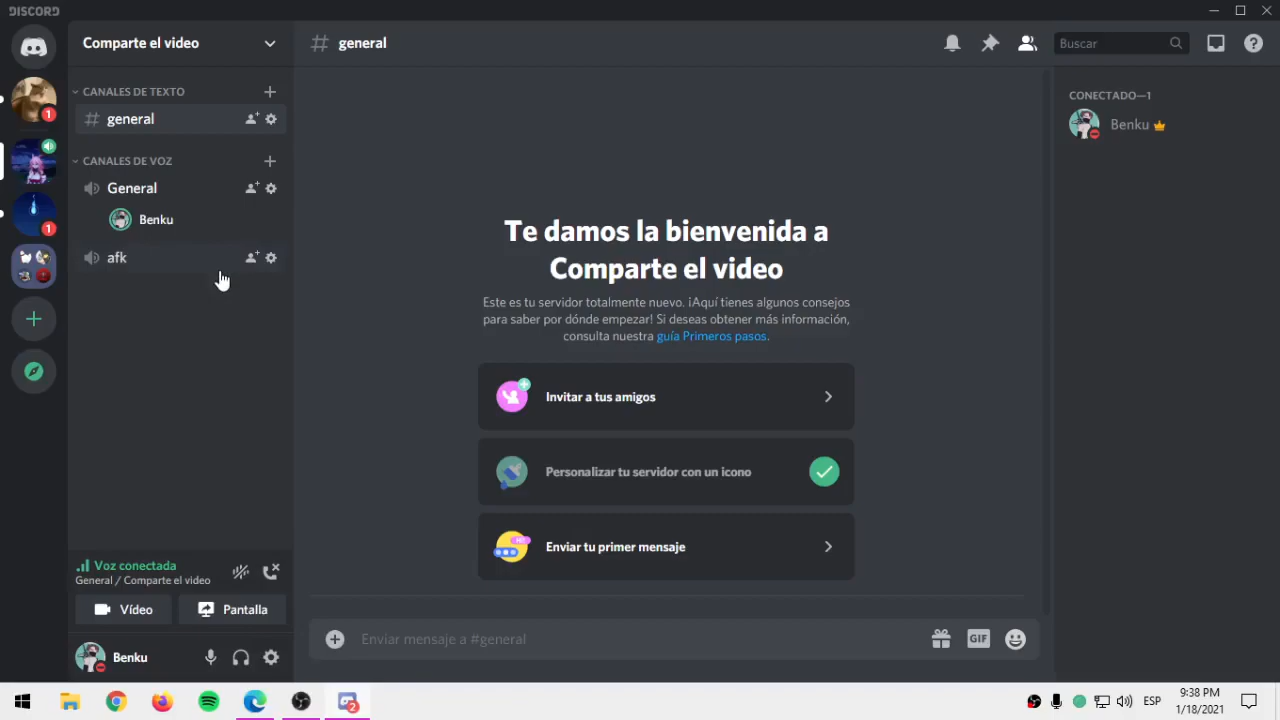 DISCORD
Comparte el video
general
Buscar
CANALES DE TEXTO
general
CANALES DE VOZ
General
Benku
afk
CONECTADO—1
Benku
Te damos la bienvenida a
Comparte el video
Este es tu servidor totalmente nuevo. ¡Aquí tienes algunos consejos
para saber por dónde empezar! Si deseas obtener más información,
consulta nuestra guía Primeros pasos.
Invitar a tus amigos
Personalizar tu servidor con un icono
Enviar tu primer mensaje
1
1
Voz conectada
General / Comparte el video
Vídeo
Pantalla
Benku
Enviar mensaje a #general
GIF
2
ESP
9:38 PM
1/18/2021